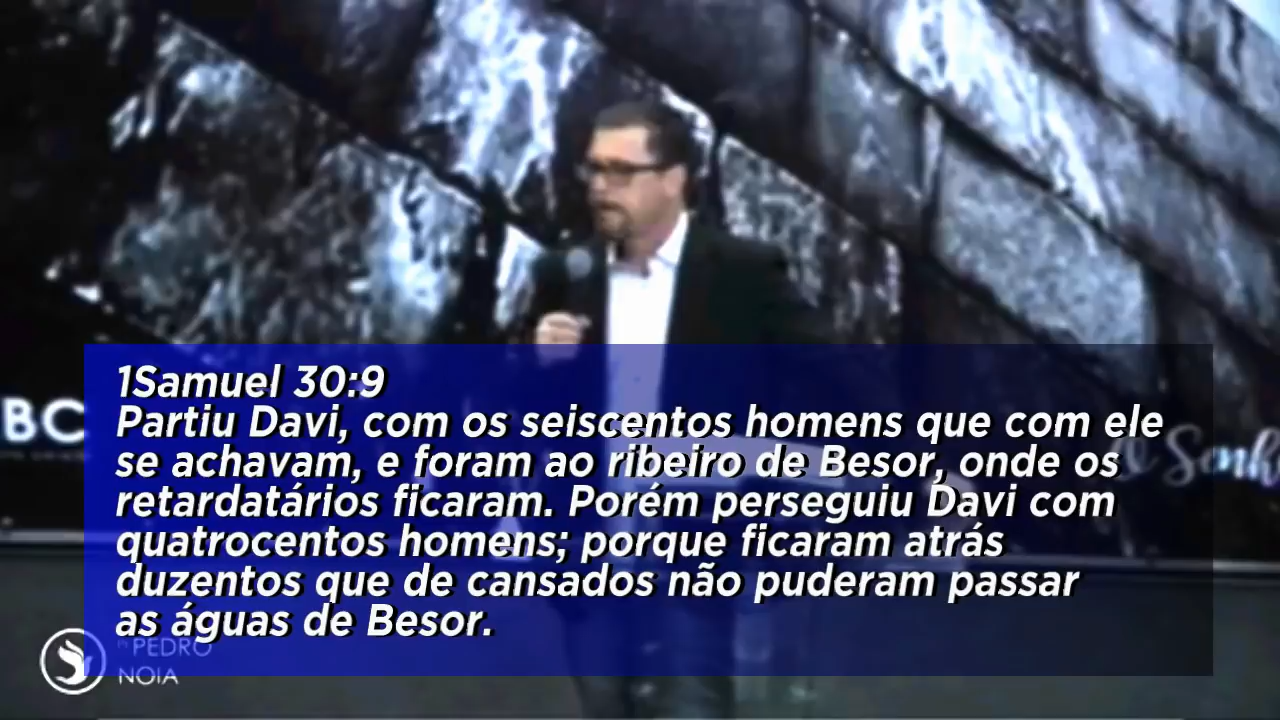 1Samuel 30:9
Partiu Davi, com os seiscentos homens que com ele
se achavam, e foram ao ribeiro de Besor, onde os
retardatários ficaram. Porém perseguiu Davi com
quatrocentos homens; porque ficaram atrás
duzentos que de cansados não puderam passar
as águas de Besor.
BC
Senh
PEDRO
NOIA